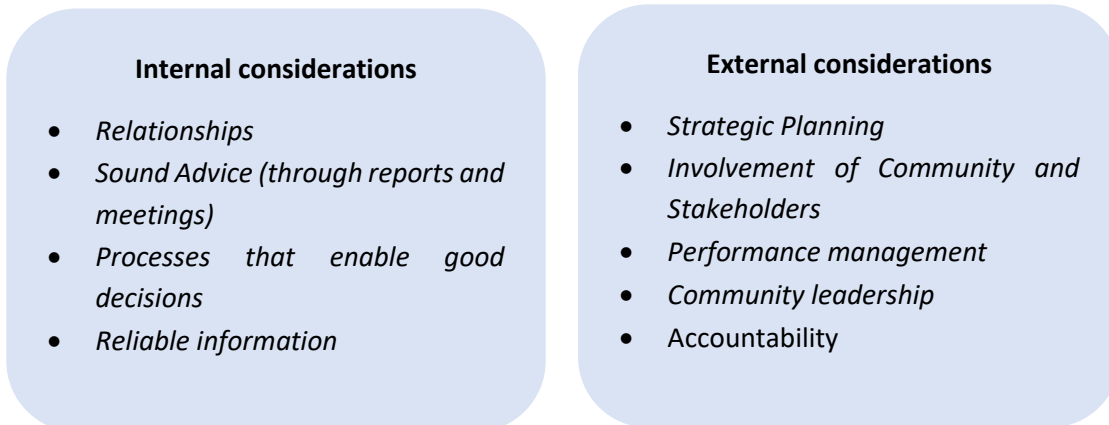 Internal considerations
• Relationships
• Sound Advice (through reports and
meetings)
• Processes that enable good
decisions
• Reliable information
External considerations
• Strategic Planning
• Involvement of Community and
Stakeholders
• Performance management
• Community leadership
• Accountability